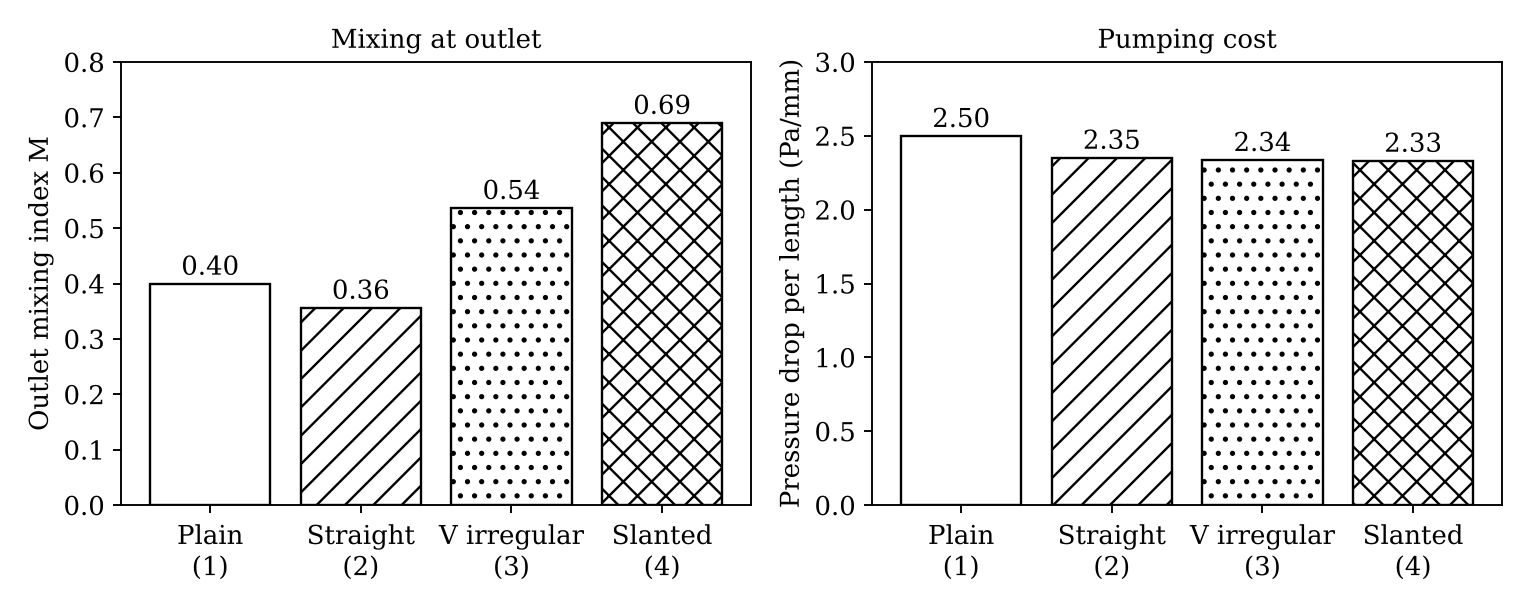 Mixing at outlet
Outlet mixing index M
0.8
0.7
0.6
0.5
0.4
0.3
0.2
0.1
0.0
0.40
0.36
0.54
0.69
Plain
(1)
Straight
(2)
V irregular
(3)
Slanted
(4)
Pumping cost
Pressure drop per length (Pa/mm)
3.0
2.5
2.0
1.5
1.0
0.5
0.0
2.50
2.35
2.34
2.33
Plain
(1)
Straight
(2)
V irregular
(3)
Slanted
(4)